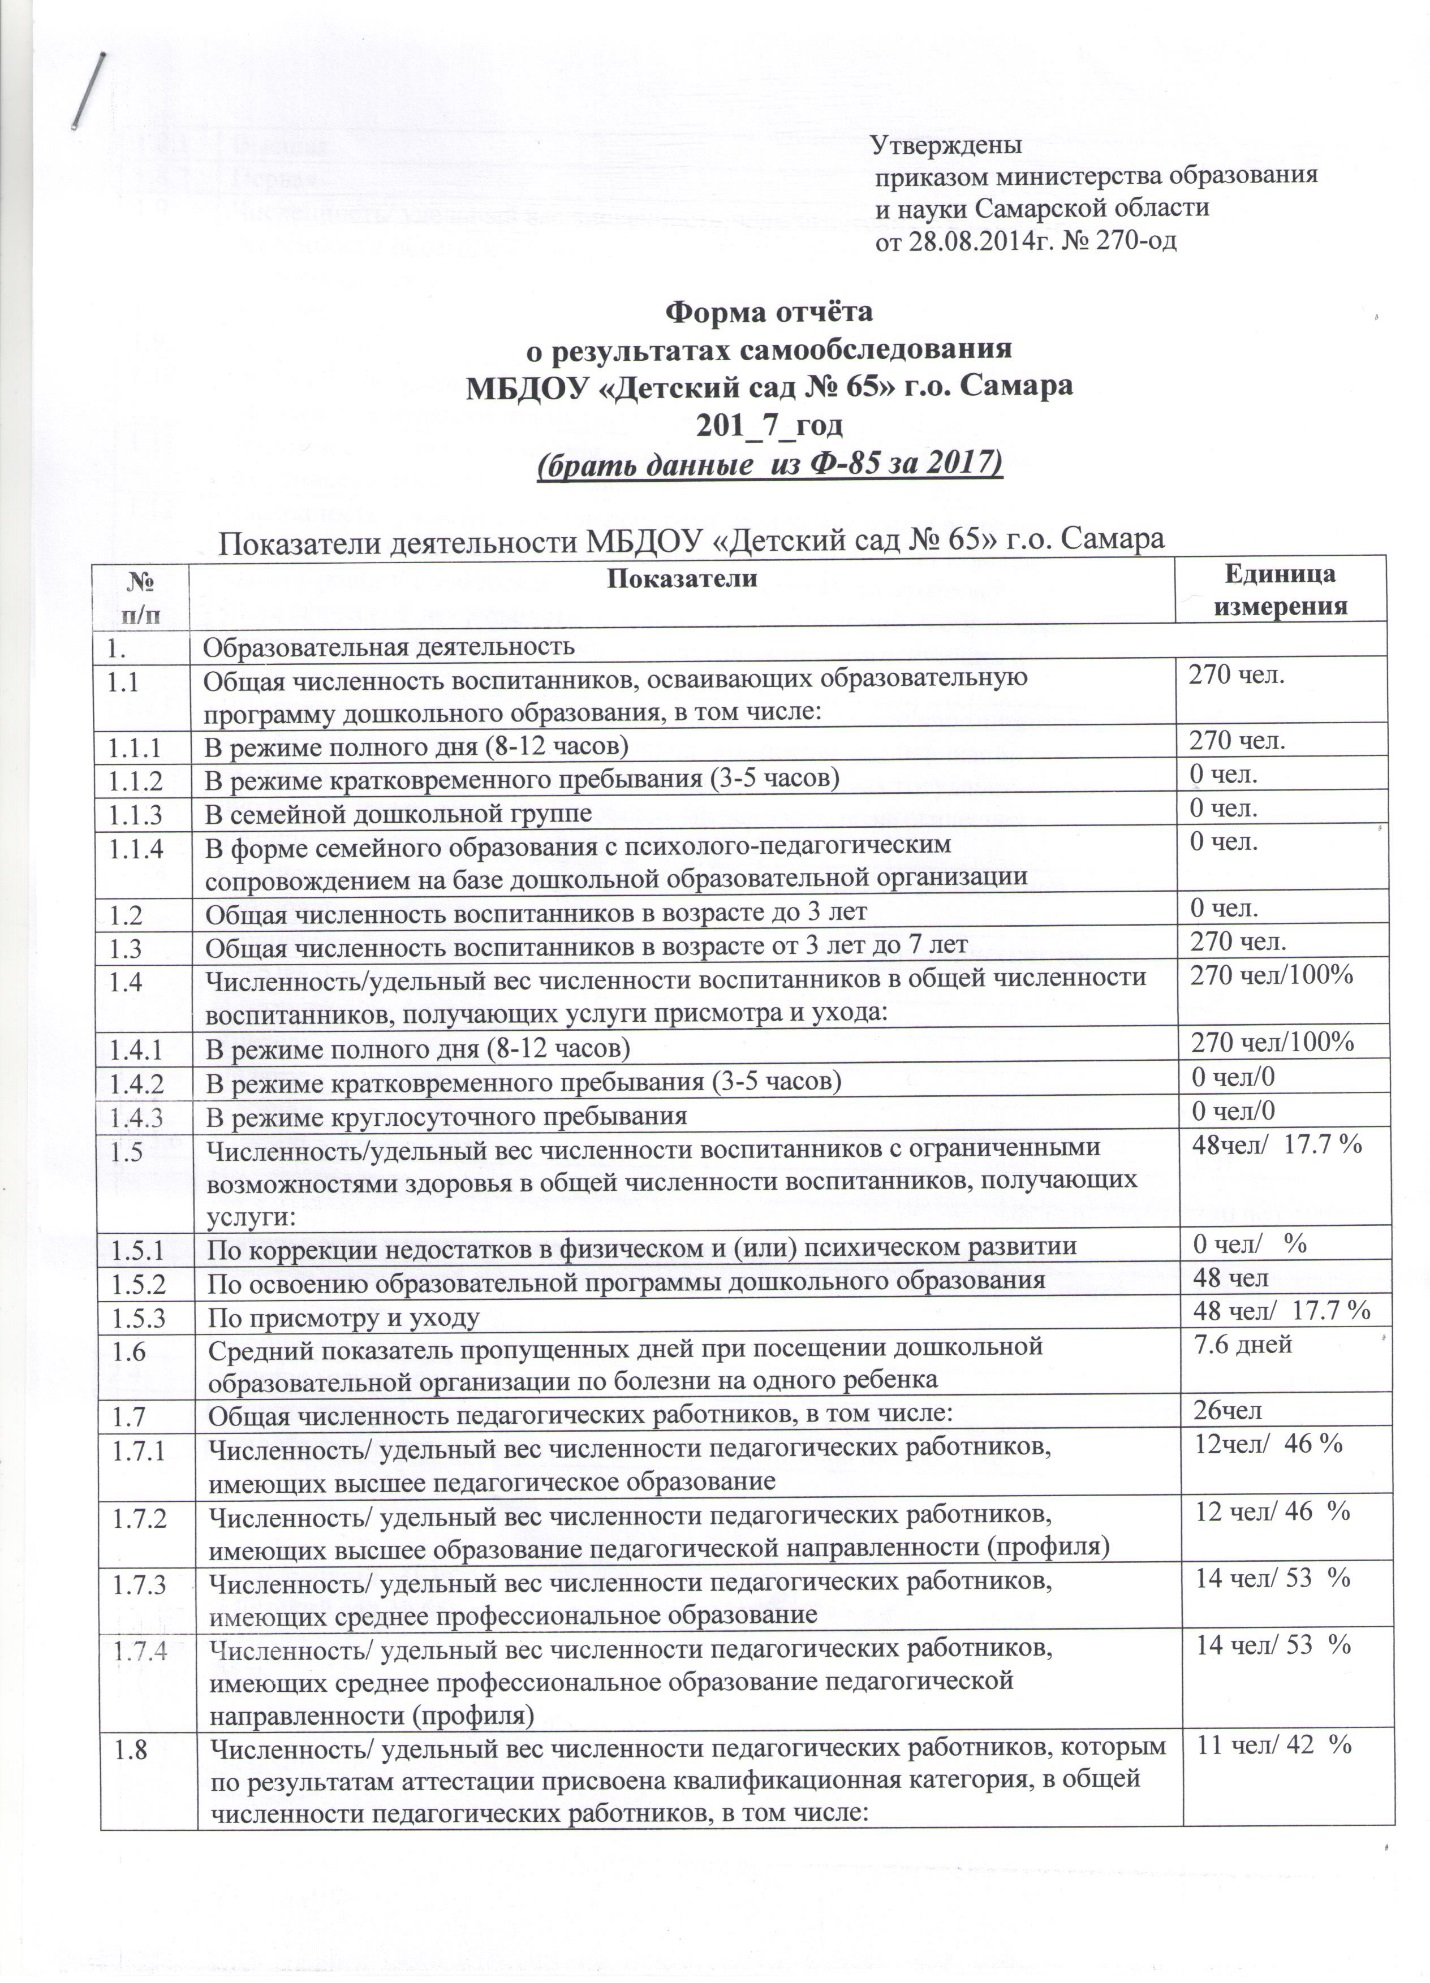 Утверждены
приказом министерства образования
и науки Самарской области
от 28.08.2014г. № 270-од
Форма отчёта
о результатах самообследования
МБДОУ «Детский сад № 65» г.о. Самара
201_7_год
(брать данные из Ф-85 за 2017)
Показатели деятельности МБДОУ «Детский сад № 65» г.о. Самара
№ Показатели Единица
п/п измерения
1. Образовательная деятельность
1.1 Общая численность воспитанников, осваивающих образовательную 270 чел.
программу дошкольного образования, в том числе:
1.1.1 В режиме полного дня (8-12 часов) 270 чел.
1.1.2 В режиме кратковременного пребывания (3-5 часов) 0 чел.
1.1.3 В семейной дошкольной группе 0 чел.
1.1.4 В форме семейного образования с психолого-педагогическим 0 чел.
сопровождением на базе дошкольной образовательной организации
1.2 Общая численность воспитанников в возрасте до 3 лет 0 чел.
1.3 Общая численность воспитанников в возрасте от 3 лет до 7 лет 270 чел.
1.4 Численность/удельный вес численности воспитанников в общей численности 270 чел/100%
воспитанников, получающих услуги присмотра и ухода:
1.4.1 В режиме полного дня (8-12 часов) 270 чел/100%
1.4.2 В режиме кратковременного пребывания (3-5 часов) 0 чел/0
1.4.3 В режиме круглосуточного пребывания 0 чел/0
1.5 Численность/удельный вес численности воспитанников с ограниченными 48чел/ 17.7 %
возможностями здоровья в общей численности воспитанников, получающих
услуги:
1.5.1 По коррекции недостатков в физическом и (или) психическом развитии 0 чел/ %
1.5.2 По освоению образовательной программы дошкольного образования 48 чел
1.5.3 По присмотру и уходу 48 чел/ 17.7 %
1.6 Средний показатель пропущенных дней при посещении дошкольной 7.6 дней
образовательной организации по болезни на одного ребенка
1.7 Общая численность педагогических работников, в том числе: 26чел
1.7.1 Численность/ удельный вес численности педагогических работников, 12чел/ 46 %
имеющих высшее педагогическое образование
1.7.2 Численность/ удельный вес численности педагогических работников, 12 чел/ 46 %
имеющих высшее образование педагогической направленности (профиля)
1.7.3 Численность/ удельный вес численности педагогических работников, 14 чел/ 53 %
имеющих среднее профессиональное образование
1.7.4 Численность/ удельный вес численности педагогических работников, 14 чел/ 53 %
имеющих среднее профессиональное образование педагогической
направленности (профиля)
1.8 Численность/ удельный вес численности педагогических работников, которым 11 чел/ 42 %
по результатам аттестации присвоена квалификационная категория, в общей
численности педагогических работников, в том числе: